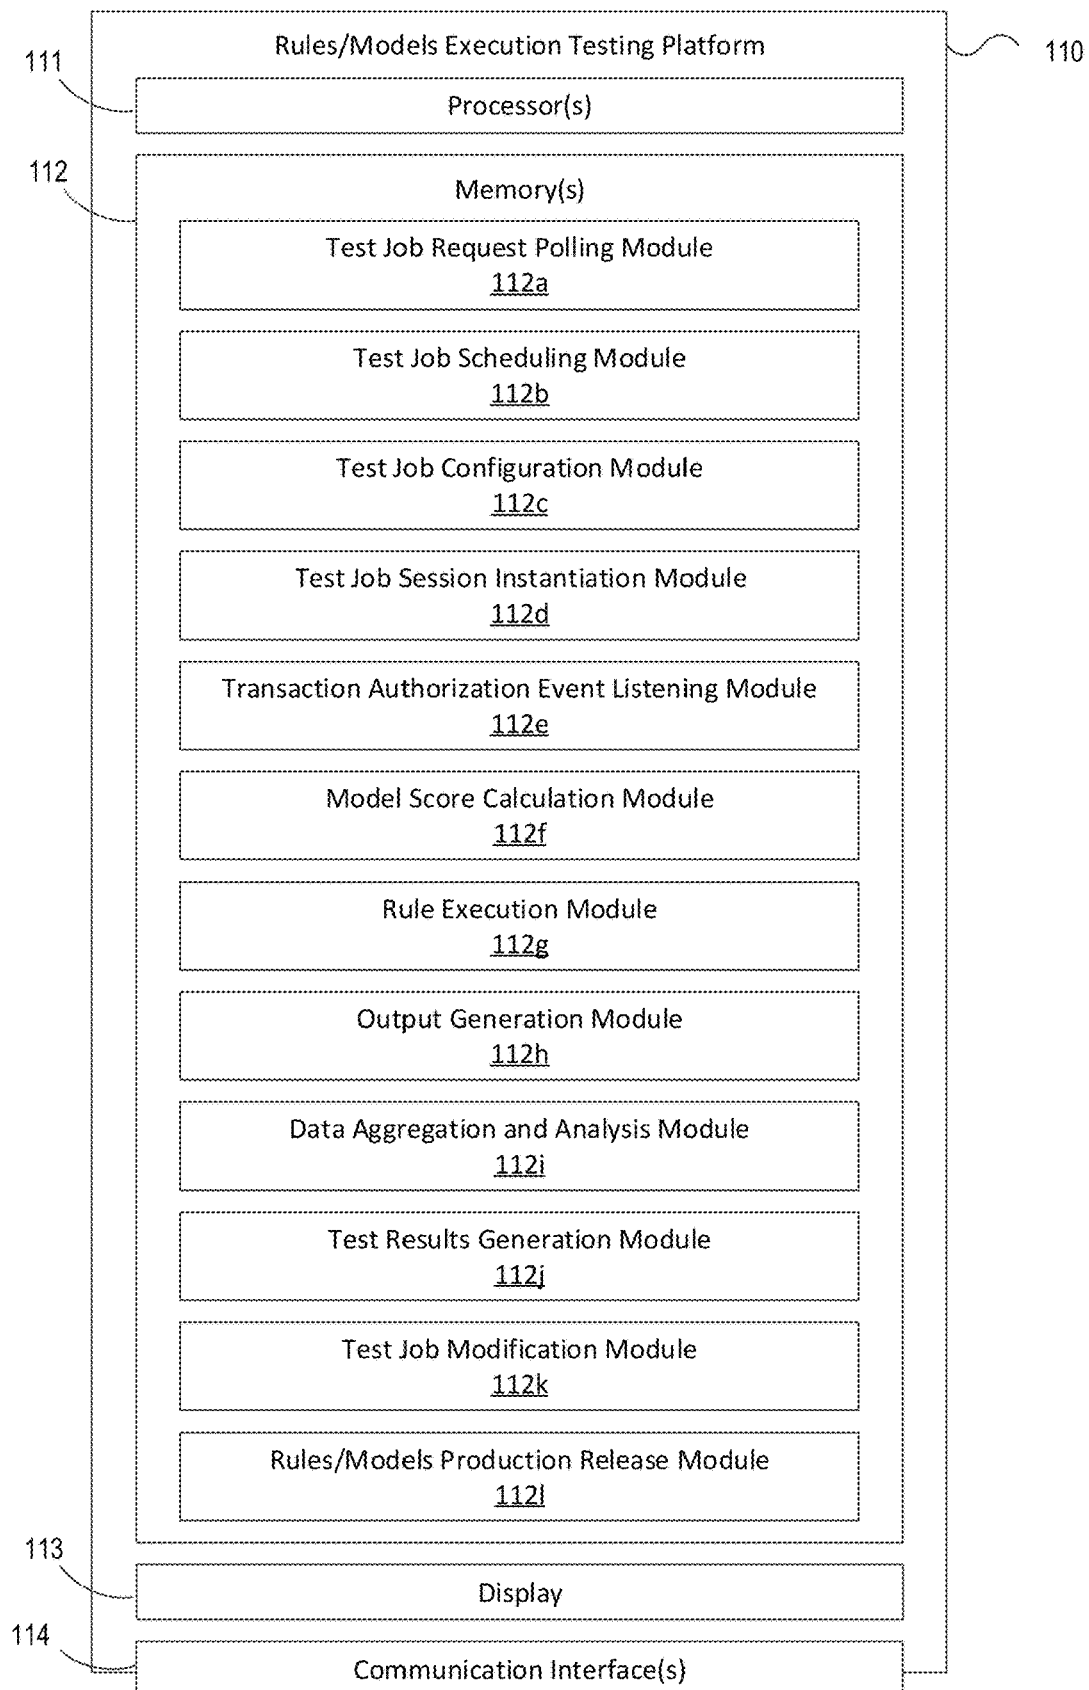 Rules/Models Execution Testing Platform
110
111
Processor(s)
112
Memory(s)
Test Job Request Polling Module
112a
Test Job Scheduling Module
112b
Test Job Configuration Module
112c
Test Job Session Instantiation Module
112d
Transaction Authorization Event Listening Module
112e
Model Score Calculation Module
112f
Rule Execution Module
112g
Output Generation Module
112h
Data Aggregation and Analysis Module
112i
Test Results Generation Module
112j
Test Job Modification Module
112k
Rules/Models Production Release Module
112l
113
Display
114
Communication Interface(s)